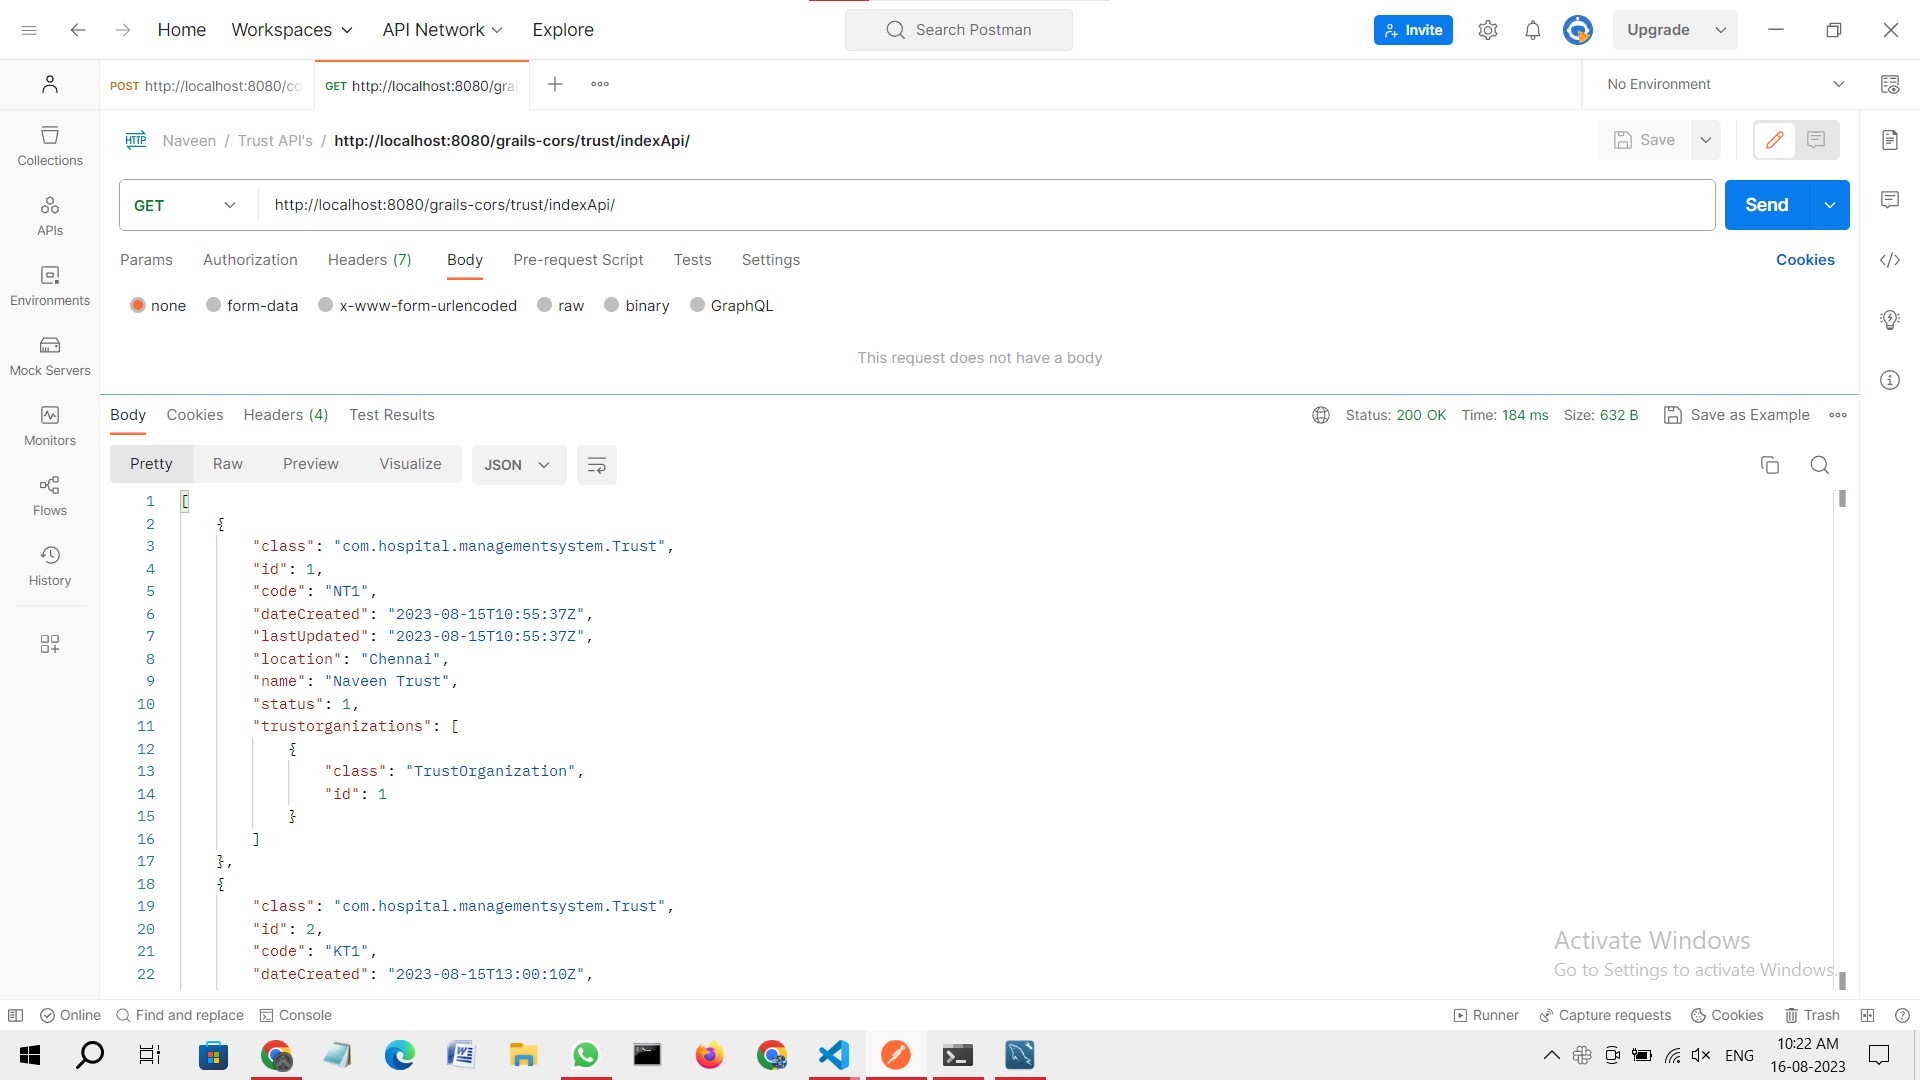 Home Workspaces API Network Explore Search Postman Invite Upgrade
POST http://localhost:8080/co GET http://localhost:8080/gra No Environment
HTTP Naveen / Trust API's / http://localhost:8080/grails-cors/trust/indexApi/ Save
GET http://localhost:8080/grails-cors/trust/indexApi/ Send
Params Authorization Headers (7) Body Pre-request Script Tests Settings Cookies
none form-data x-www-form-urlencoded raw binary GraphQL
This request does not have a body
Collections
APIs
Environments
Mock Servers
Monitors
Flows
History
Body Cookies Headers (4) Test Results Status: 200 OK Time: 184 ms Size: 632 B Save as Example
Pretty Raw Preview Visualize JSON
1 [
2 {
3 "class": "com.hospital.managementsystem.Trust",
4 "id": 1,
5 "code": "NT1",
6 "dateCreated": "2023-08-15T10:55:37Z",
7 "lastUpdated": "2023-08-15T10:55:37Z",
8 "location": "Chennai",
9 "name": "Naveen Trust",
10 "status": 1,
11 "trustorganizations": [
12 {
13 "class": "TrustOrganization",
14 "id": 1
15 }
16 ]
17 },
18 {
19 "class": "com.hospital.managementsystem.Trust",
20 "id": 2,
21 "code": "KT1",
22 "dateCreated": "2023-08-15T13:00:10Z",
Activate Windows
Go to Settings to activate Windows.
Online Find and replace Console Runner Capture requests Cookies Trash
ENG 10:22 AM
16-08-2023